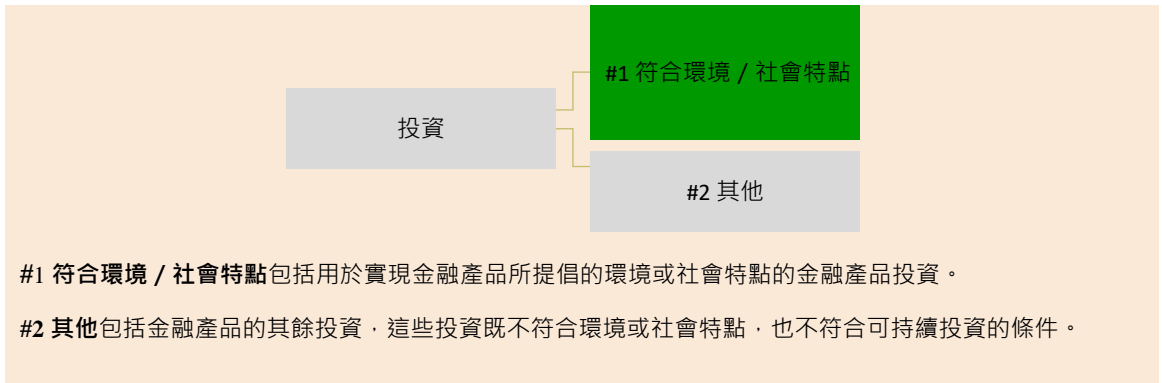 #1 符合環境 / 社會特點
投資
#2 其他
#1 符合環境 / 社會特點包括用於實現金融產品所提倡的環境或社會特點的金融產品投資。
#2 其他包括金融產品的其餘投資，這些投資既不符合環境或社會特點，也不符合可持續投資的條件。